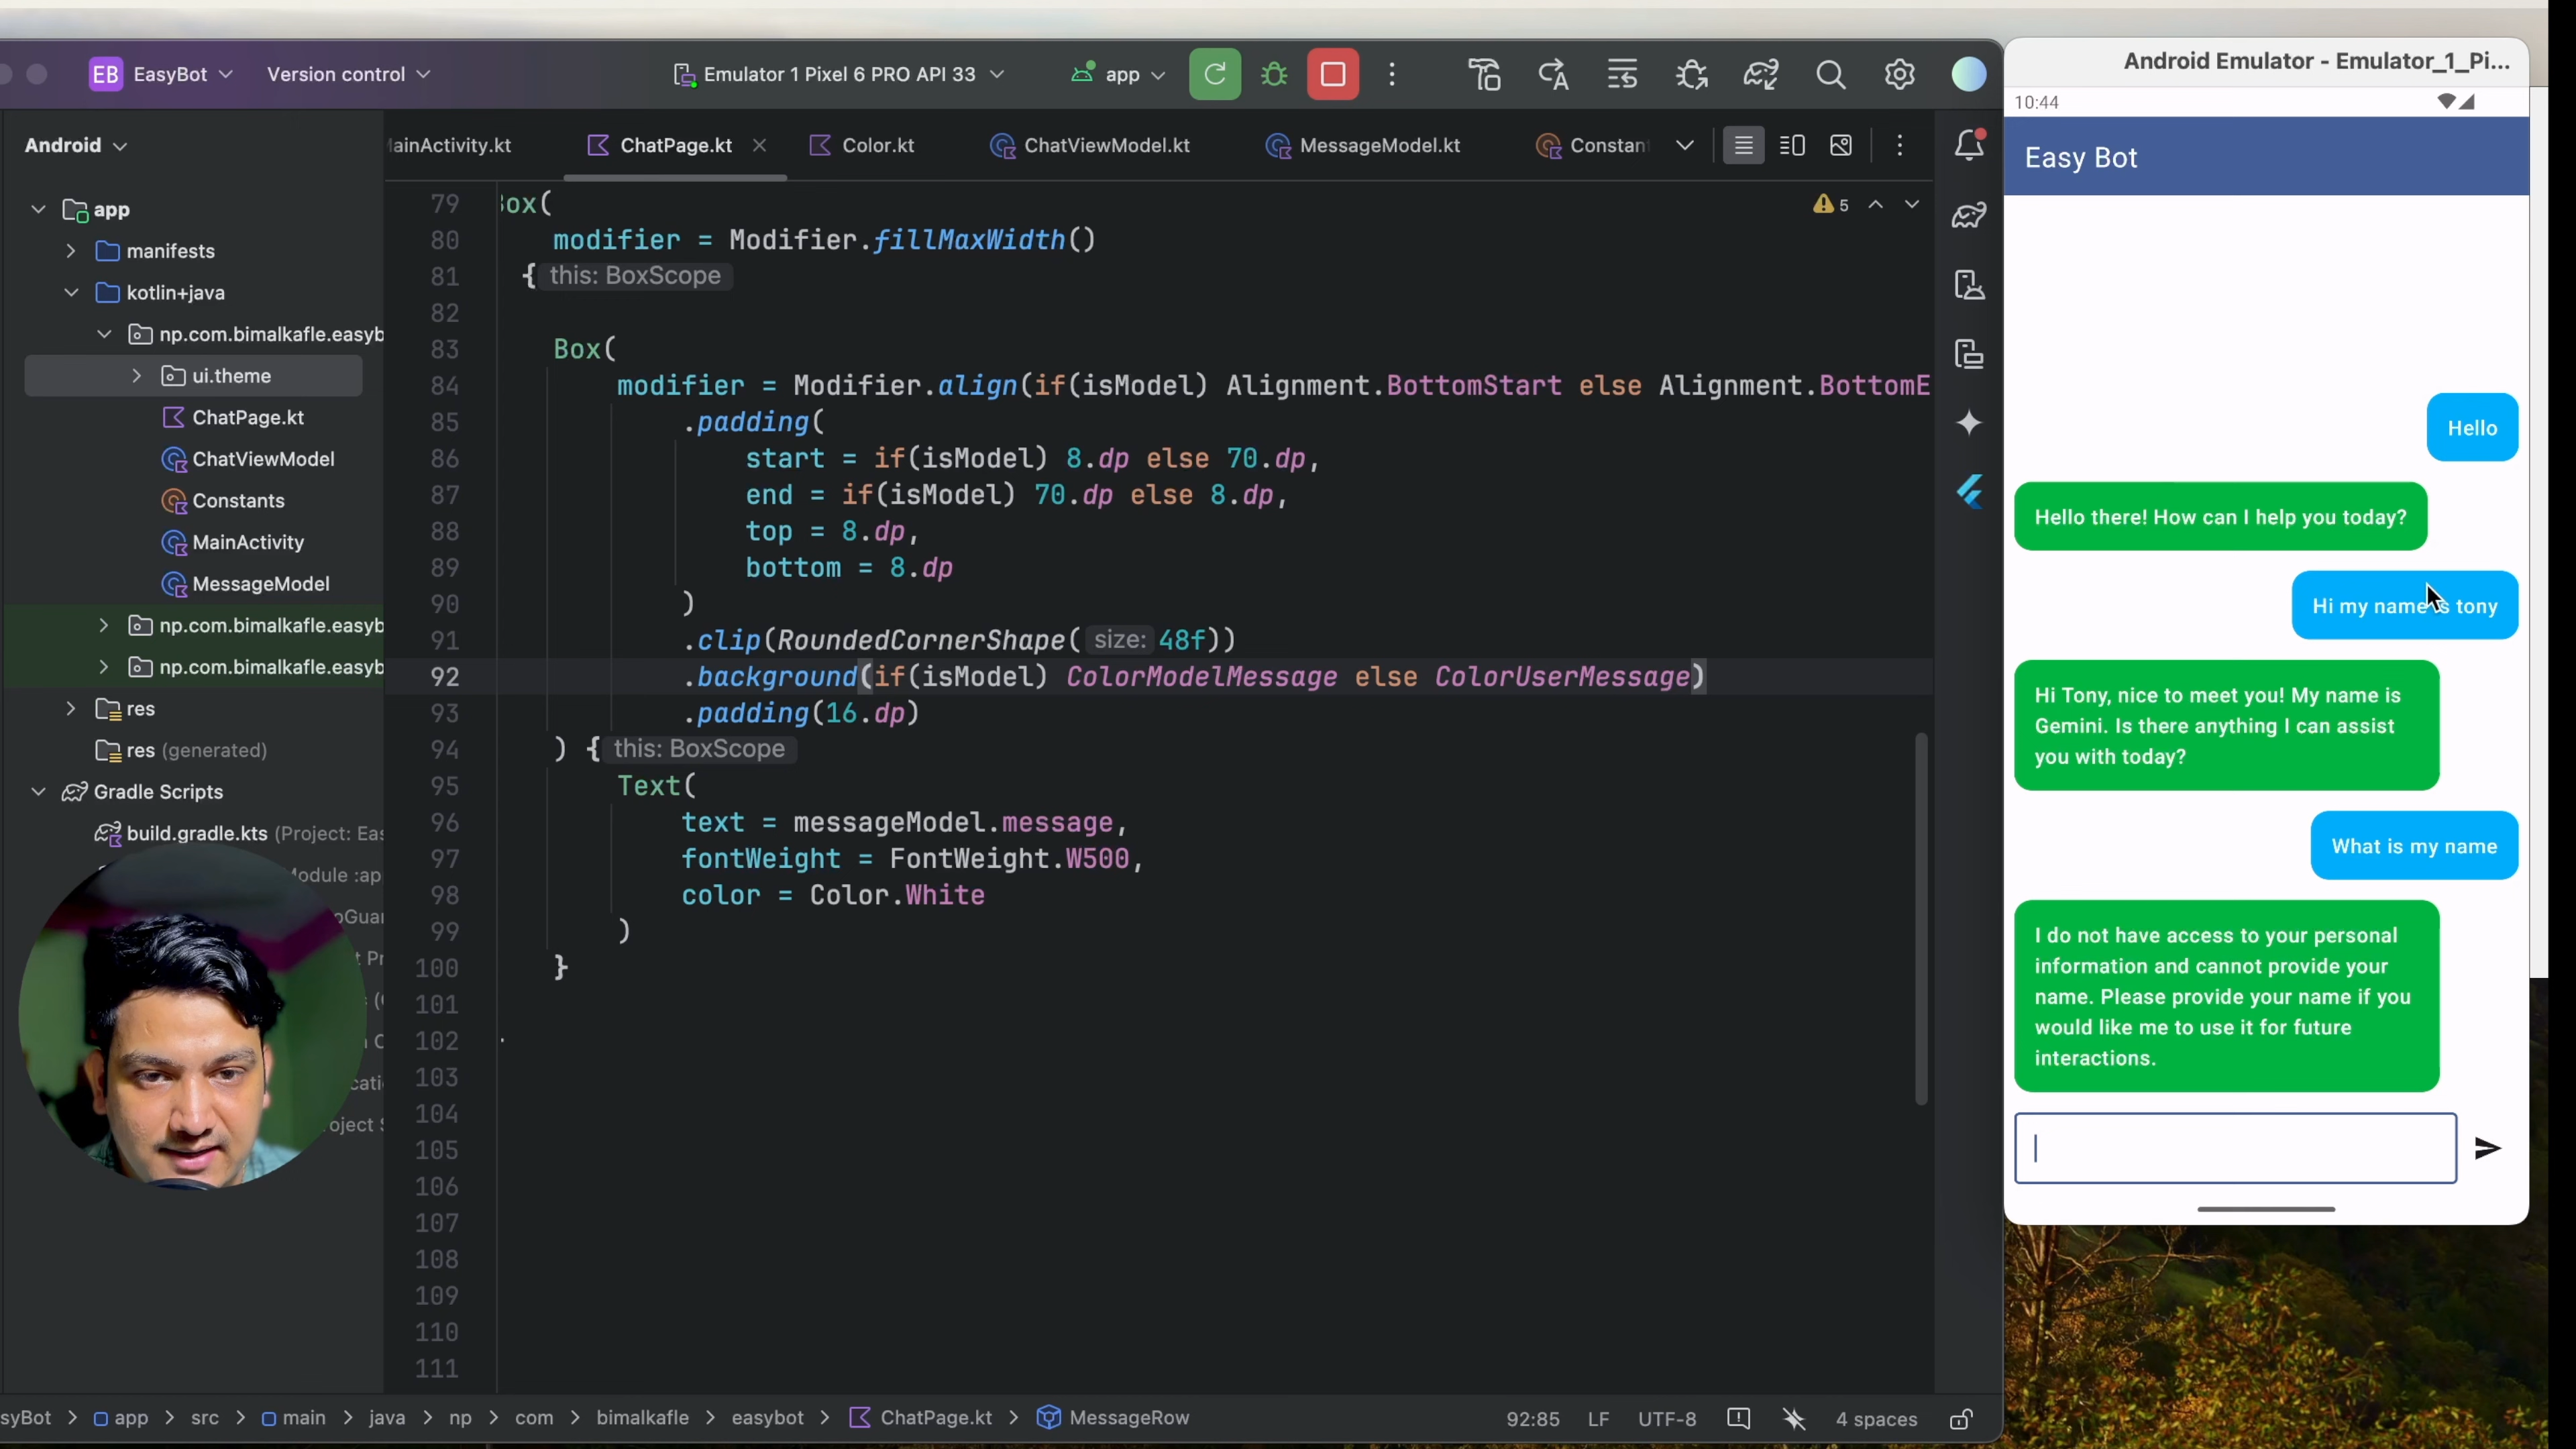 EB EasyBot Version control Emulator 1 Pixel 6 PRO API 33 app
Android
MainActivity.kt ChatPage.kt Color.kt ChatViewModel.kt MessageModel.kt Constan
app
manifests
kotlin+java
np.com.bimalkafle.easyb
ui.theme
ChatPage.kt
ChatViewModel
Constants
MainActivity
MessageModel
np.com.bimalkafle.easyb
np.com.bimalkafle.easyb
res
res (generated)
Gradle Scripts
build.gradle.kts (Project: Eas
Module :ap
oGuar
t Pr
s (
n C
cati
oject S
5
79 Box(
80 modifier = Modifier.fillMaxWidth()
81 { this: BoxScope
82
83 Box(
84 modifier = Modifier.align(if(isModel) Alignment.BottomStart else Alignment.BottomE
85 .padding(
86 start = if(isModel) 8.dp else 70.dp,
87 end = if(isModel) 70.dp else 8.dp,
88 top = 8.dp,
89 bottom = 8.dp
90 )
91 .clip(RoundedCornerShape( size: 48f))
92 .background(if(isModel) ColorModelMessage else ColorUserMessage)
93 .padding(16.dp)
94 ) { this: BoxScope
95 Text(
96 text = messageModel.message,
97 fontWeight = FontWeight.W500,
98 color = Color.White
99 )
100 }
101
102
103
104
105
106
107
108
109
110
111
syBot > app > src > main > java > np > com > bimalkafle > easybot > ChatPage.kt > MessageRow
92:85 LF UTF-8 4 spaces
Android Emulator - Emulator_1_Pi...
10:44
Easy Bot
Hello
Hello there! How can I help you today?
Hi my name is tony
Hi Tony, nice to meet you! My name is
Gemini. Is there anything I can assist
you with today?
What is my name
I do not have access to your personal
information and cannot provide your
name. Please provide your name if you
would like me to use it for future
interactions.